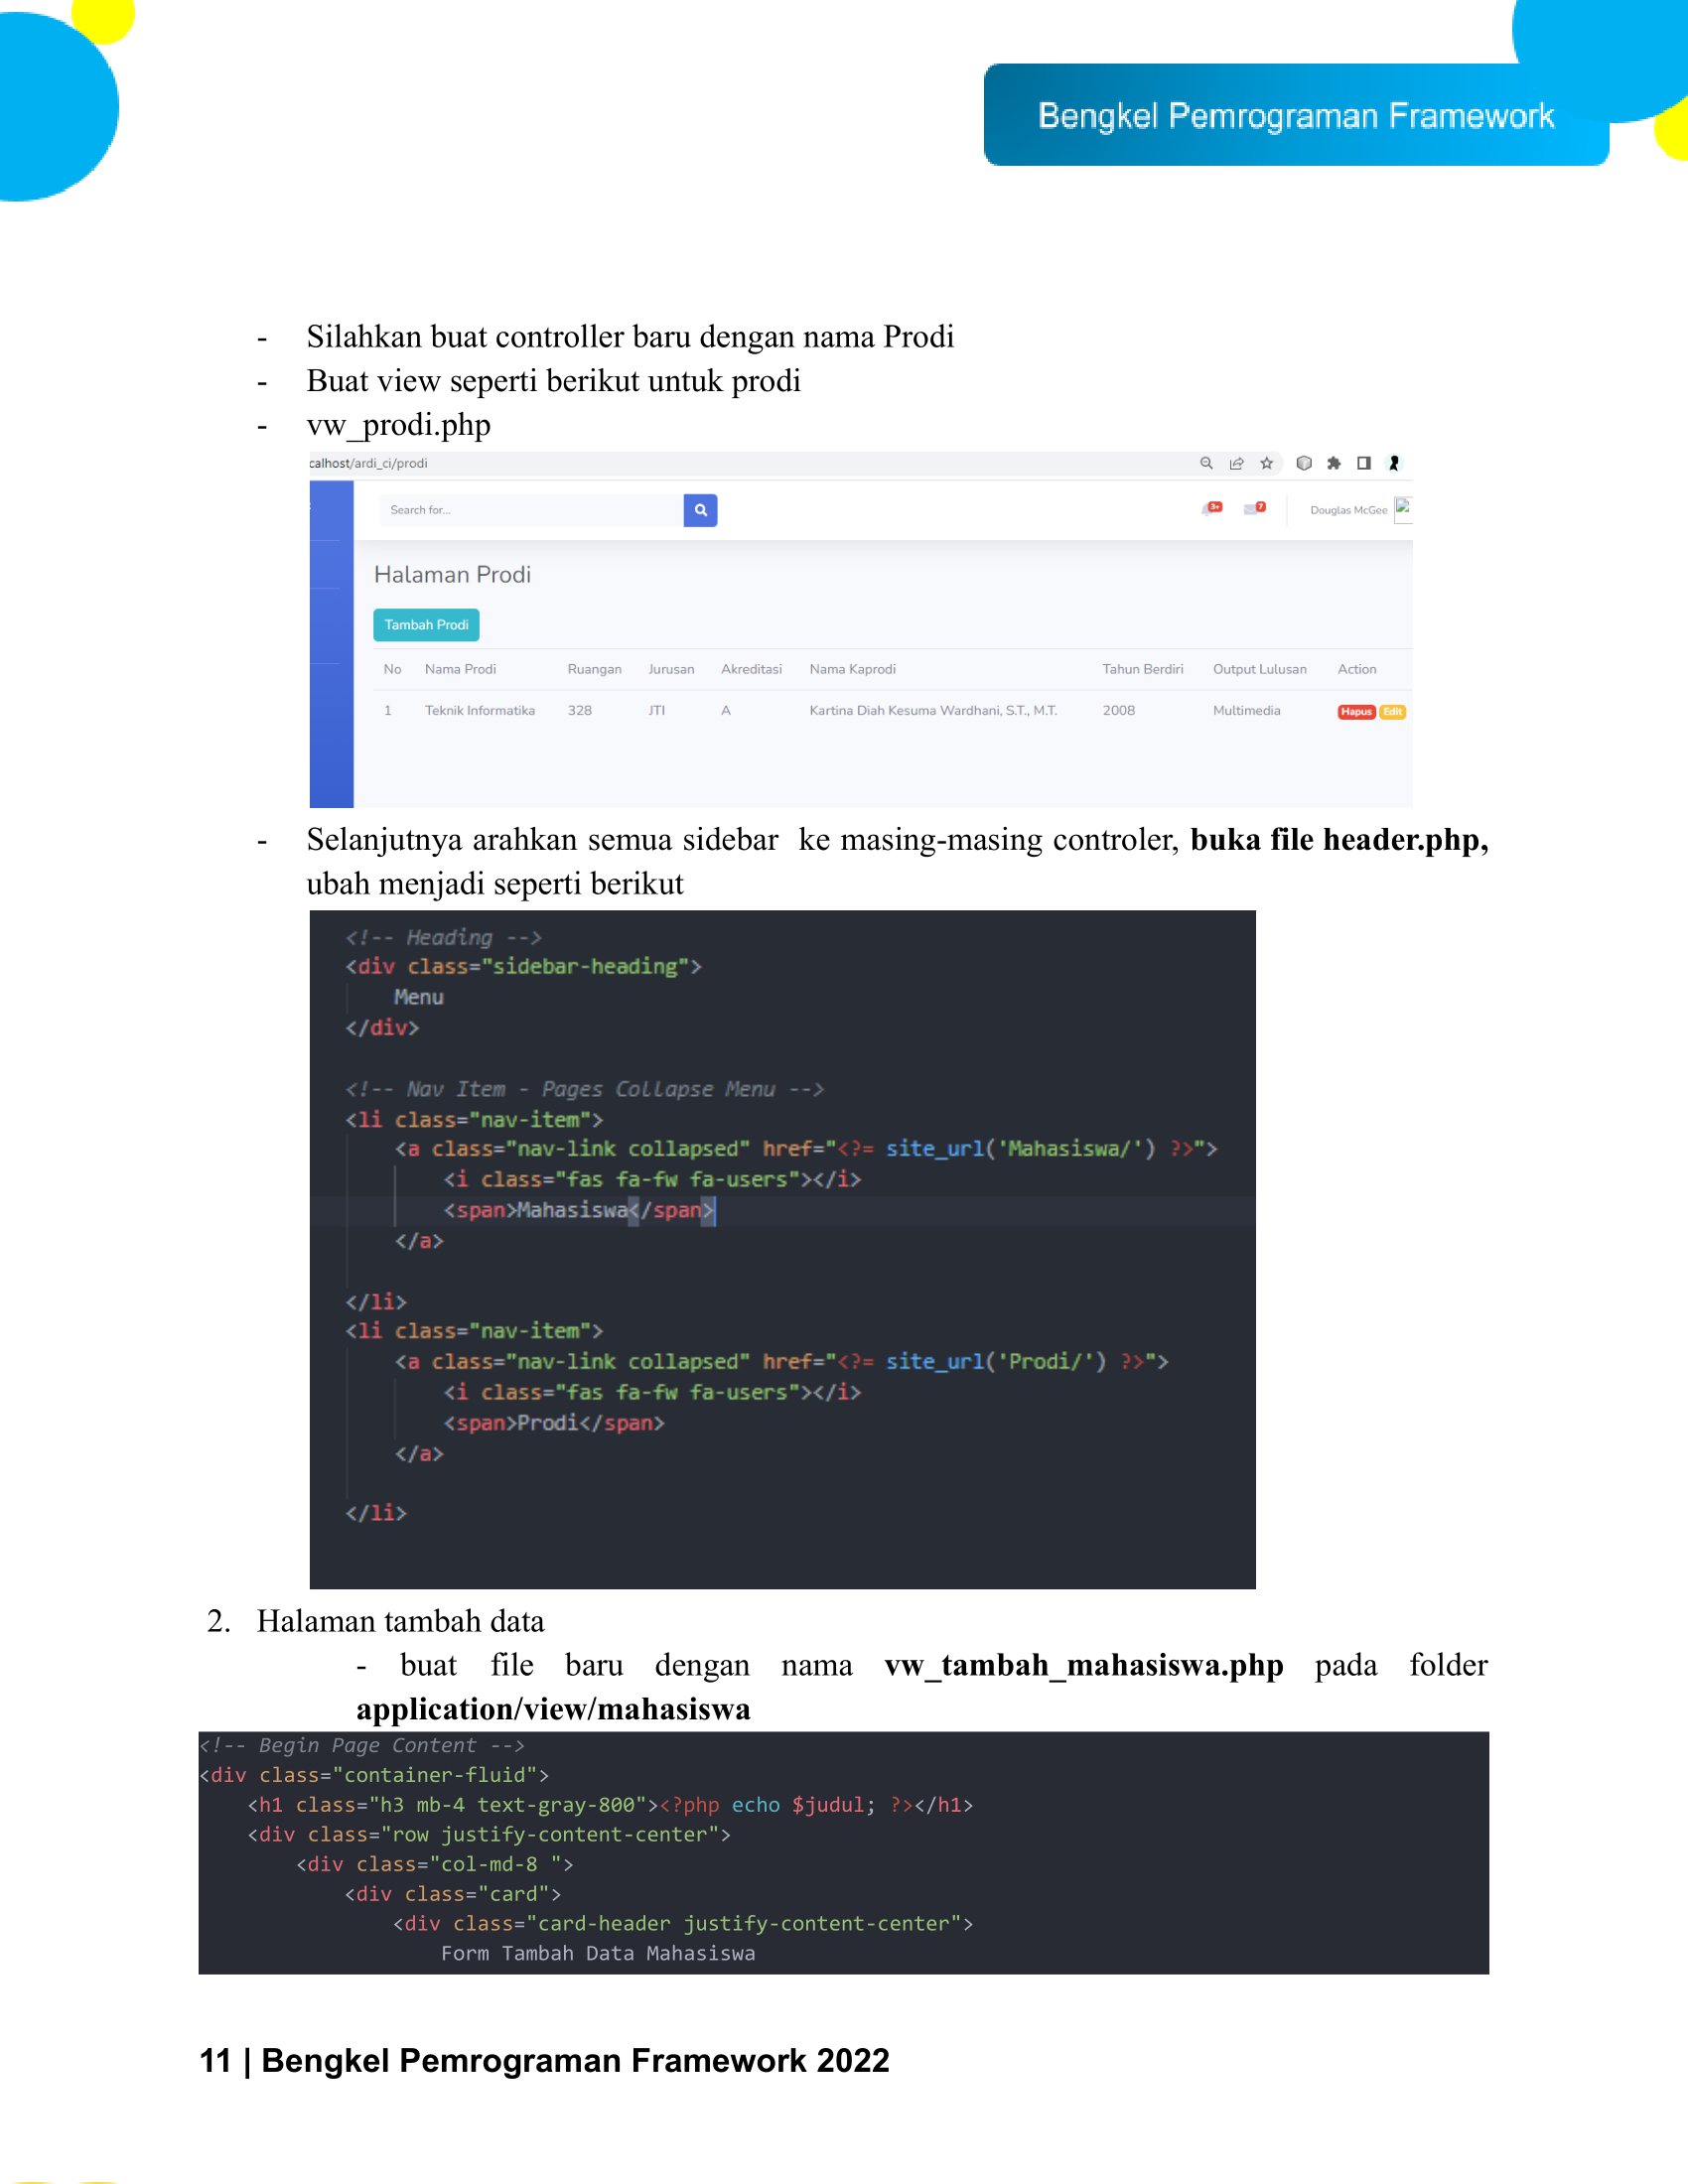 Bengkel Pemrograman Framework
- Silahkan buat controller baru dengan nama Prodi
- Buat view seperti berikut untuk prodi
- vw_prodi.php
calhost/ardi_ci/prodi
Search for...
3+
7
Douglas McGee
Halaman Prodi
Tambah Prodi
No Nama Prodi Ruangan Jurusan Akreditasi Nama Kaprodi Tahun Berdiri Output Lulusan Action
1 Teknik Informatika 328 JTI A Kartina Diah Kesuma Wardhani, S.T., M.T. 2008 Multimedia Hapus Edit
- Selanjutnya arahkan semua sidebar ke masing-masing controler, buka file header.php,
ubah menjadi seperti berikut
<!-- Heading -->
<div class="sidebar-heading">
Menu
</div>
<!-- Nav Item - Pages Collapse Menu -->
<li class="nav-item">
<a class="nav-link collapsed" href="<?= site_url('Mahasiswa/') ?>">
<i class="fas fa-fw fa-users"></i>
<span>Mahasiswa</span>
</a>
</li>
<li class="nav-item">
<a class="nav-link collapsed" href="<?= site_url('Prodi/') ?>">
<i class="fas fa-fw fa-users"></i>
<span>Prodi</span>
</a>
</li>
2. Halaman tambah data
- buat file baru dengan nama vw_tambah_mahasiswa.php pada folder
application/view/mahasiswa
<!-- Begin Page Content -->
<div class="container-fluid">
<h1 class="h3 mb-4 text-gray-800"><?php echo $judul; ?></h1>
<div class="row justify-content-center">
<div class="col-md-8 ">
<div class="card">
<div class="card-header justify-content-center">
Form Tambah Data Mahasiswa
11 | Bengkel Pemrograman Framework 2022